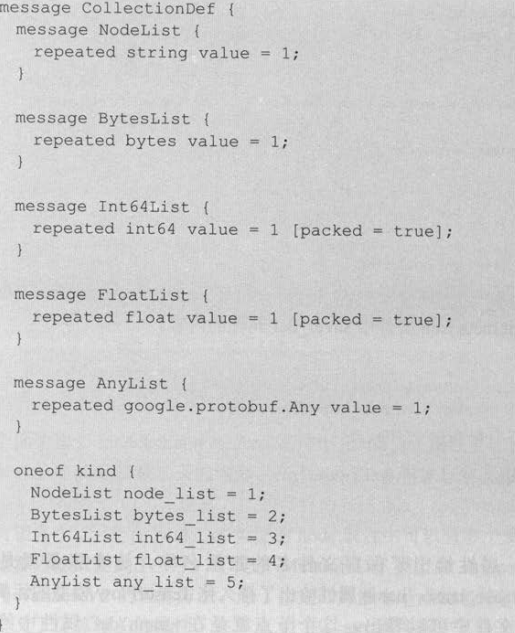 message CollectionDef {
  message NodeList {
    repeated string value = 1;
  }

  message BytesList {
    repeated bytes value = 1;
  }

  message Int64List {
    repeated int64 value = 1 [packed = true];
  }

  message FloatList {
    repeated float value = 1 [packed = true];
  }

  message AnyList {
    repeated google.protobuf.Any value = 1;
  }

  oneof kind {
    NodeList node_list = 1;
    BytesList bytes_list = 2;
    Int64List int64_list = 3;
    FloatList float_list = 4;
    AnyList any_list = 5;
  }
}